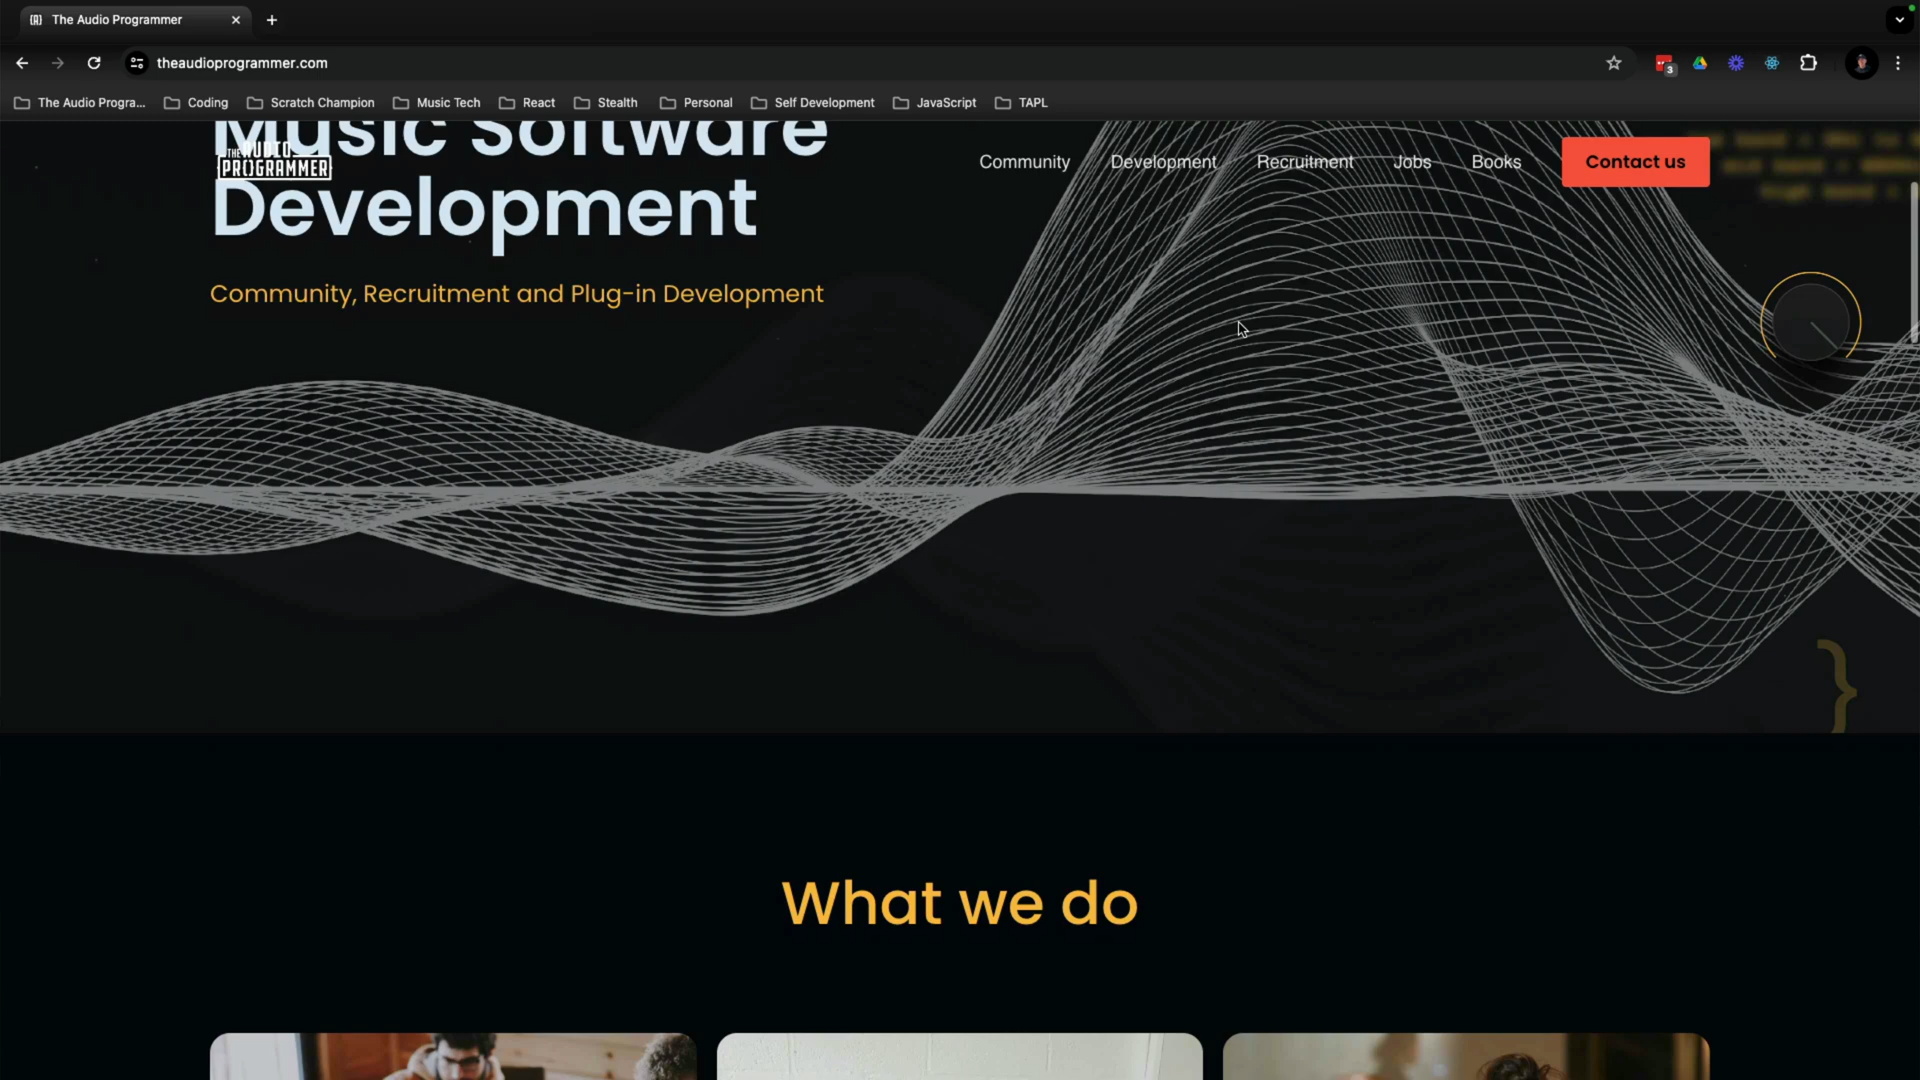 The Audio Programmer
theaudioprogrammer.com
3
The Audio Progra...
Coding
Scratch Champion
Music Tech
React
Stealth
Personal
Self Development
JavaScript
TAPL
Music Software
Development
THE AUDIO
PROGRAMMER
Community
Development
Recruitment
Jobs
Books
Contact us
Community, Recruitment and Plug-in Development
}
What we do